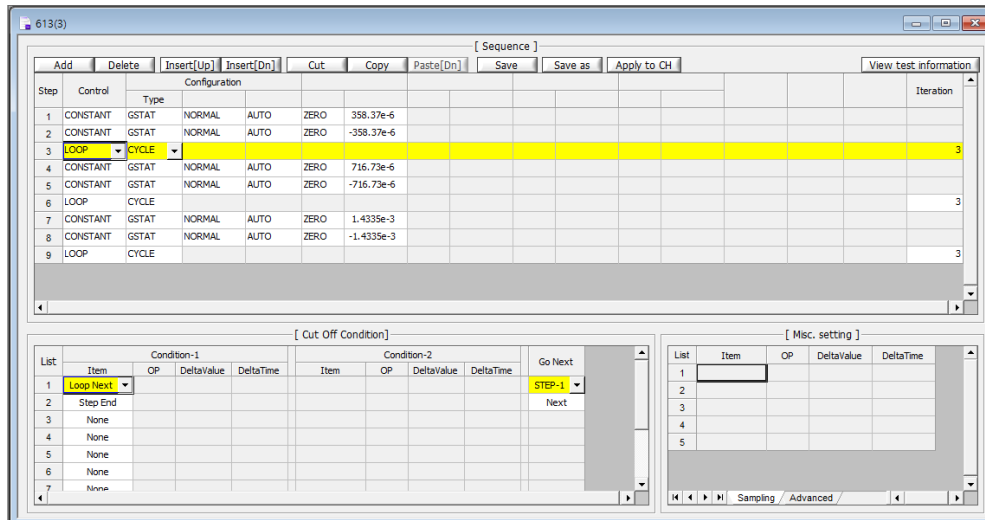 613(3)
[ Sequence ]
Add Delete Insert[Up] Insert[Dn] Cut Copy Paste[Dn] Save Save as Apply to CH View test information
Step Control Configuration Iteration
Type
1 CONSTANT GSTAT NORMAL AUTO ZERO 358.37e-6
2 CONSTANT GSTAT NORMAL AUTO ZERO -358.37e-6
3 LOOP CYCLE 3
4 CONSTANT GSTAT NORMAL AUTO ZERO 716.73e-6
5 CONSTANT GSTAT NORMAL AUTO ZERO -716.73e-6
6 LOOP CYCLE 3
7 CONSTANT GSTAT NORMAL AUTO ZERO 1.4335e-3
8 CONSTANT GSTAT NORMAL AUTO ZERO -1.4335e-3
9 LOOP CYCLE 3
[ Cut Off Condition]
List Condition-1 Condition-2 Go Next
Item OP DeltaValue DeltaTime Item OP DeltaValue DeltaTime
1 Loop Next STEP-1
2 Step End Next
3 None
4 None
5 None
6 None
7 None
[ Misc. setting ]
List Item OP DeltaValue DeltaTime
1
2
3
4
5
Sampling Advanced